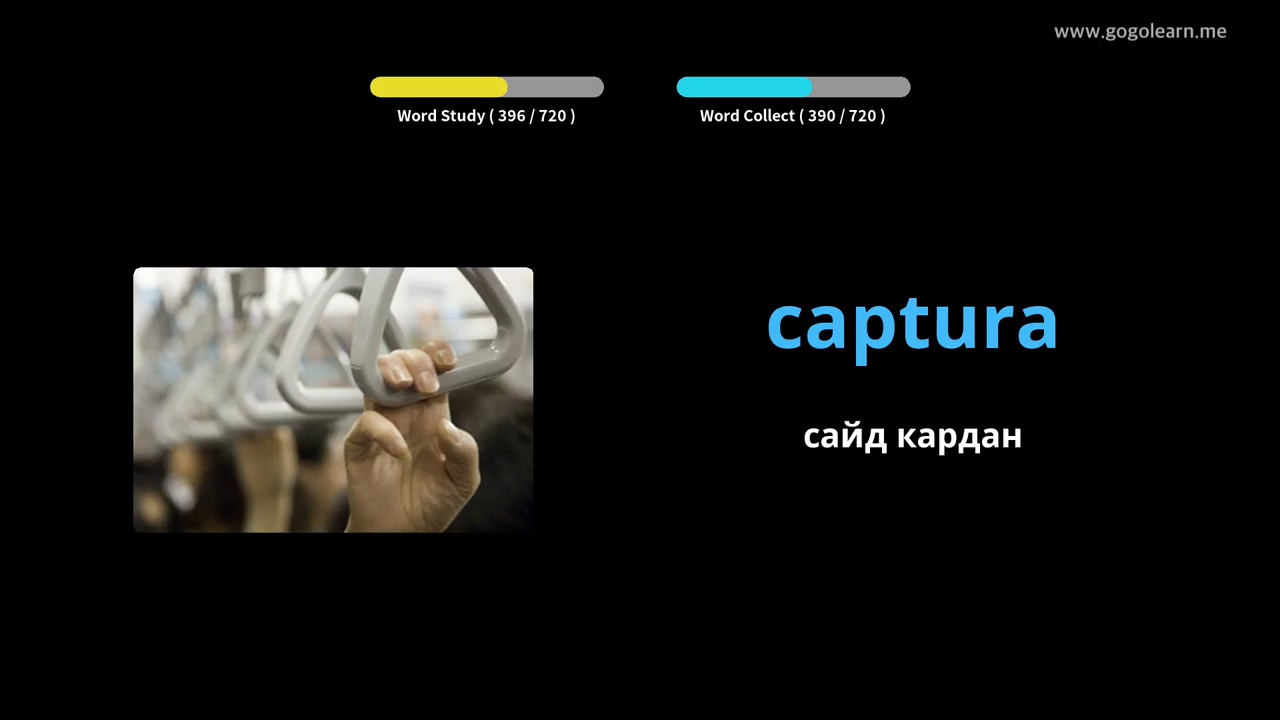 www.gogolearn.me
Word Study ( 396 / 720 )
Word Collect ( 390 / 720 )
captura
сайд кардан